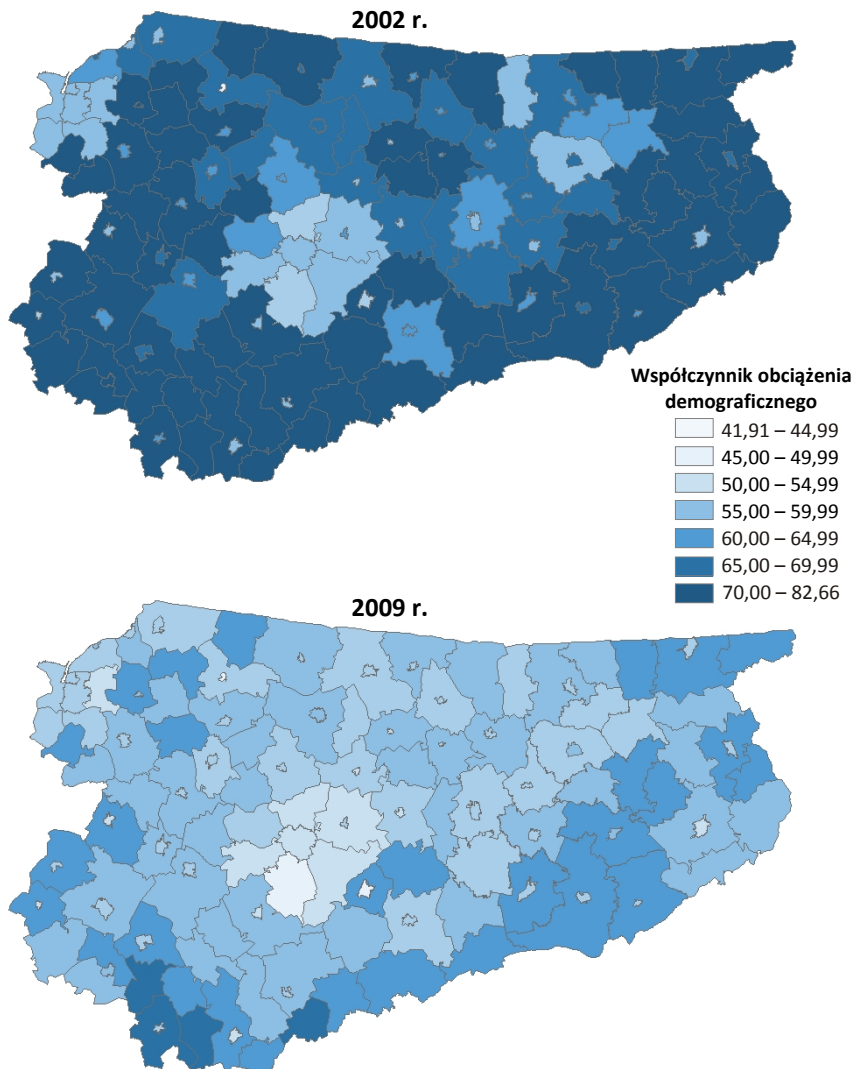 2002 r.
Współczynnik obciążenia
demograficznego
41,91 – 44,99
45,00 – 49,99
50,00 – 54,99
55,00 – 59,99
60,00 – 64,99
65,00 – 69,99
70,00 – 82,66
2009 r.